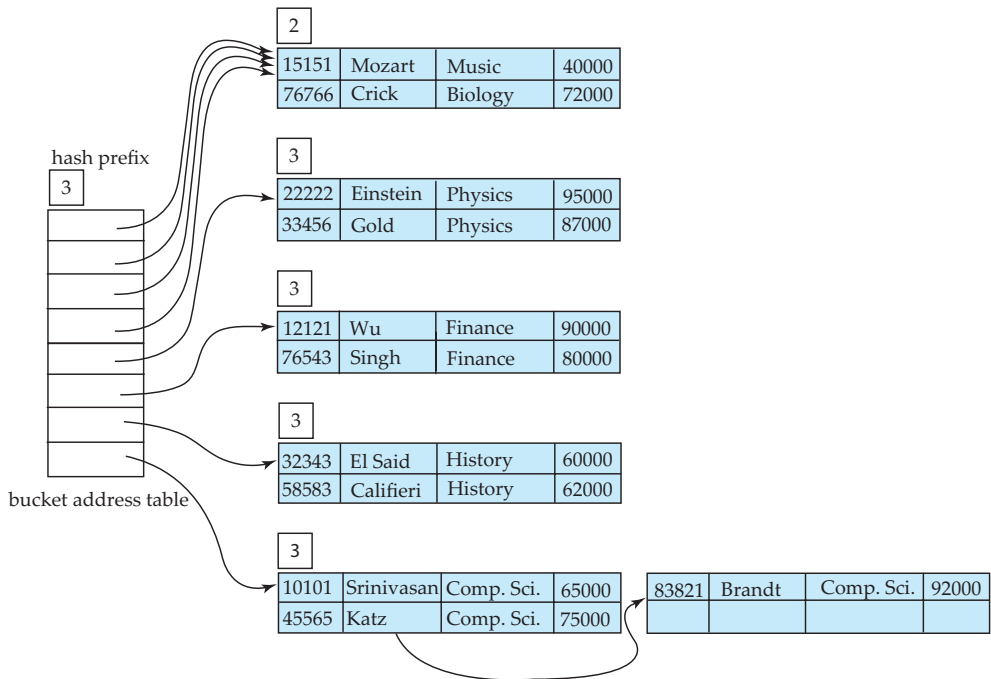 2
15151 Mozart Music 40000
76766 Crick Biology 72000
hash prefix
3
3
22222 Einstein Physics 95000
33456 Gold Physics 87000
3
12121 Wu Finance 90000
76543 Singh Finance 80000
3
32343 El Said History 60000
58583 Califieri History 62000
bucket address table
3
10101 Srinivasan Comp. Sci. 65000
45565 Katz Comp. Sci. 75000
83821 Brandt Comp. Sci. 92000